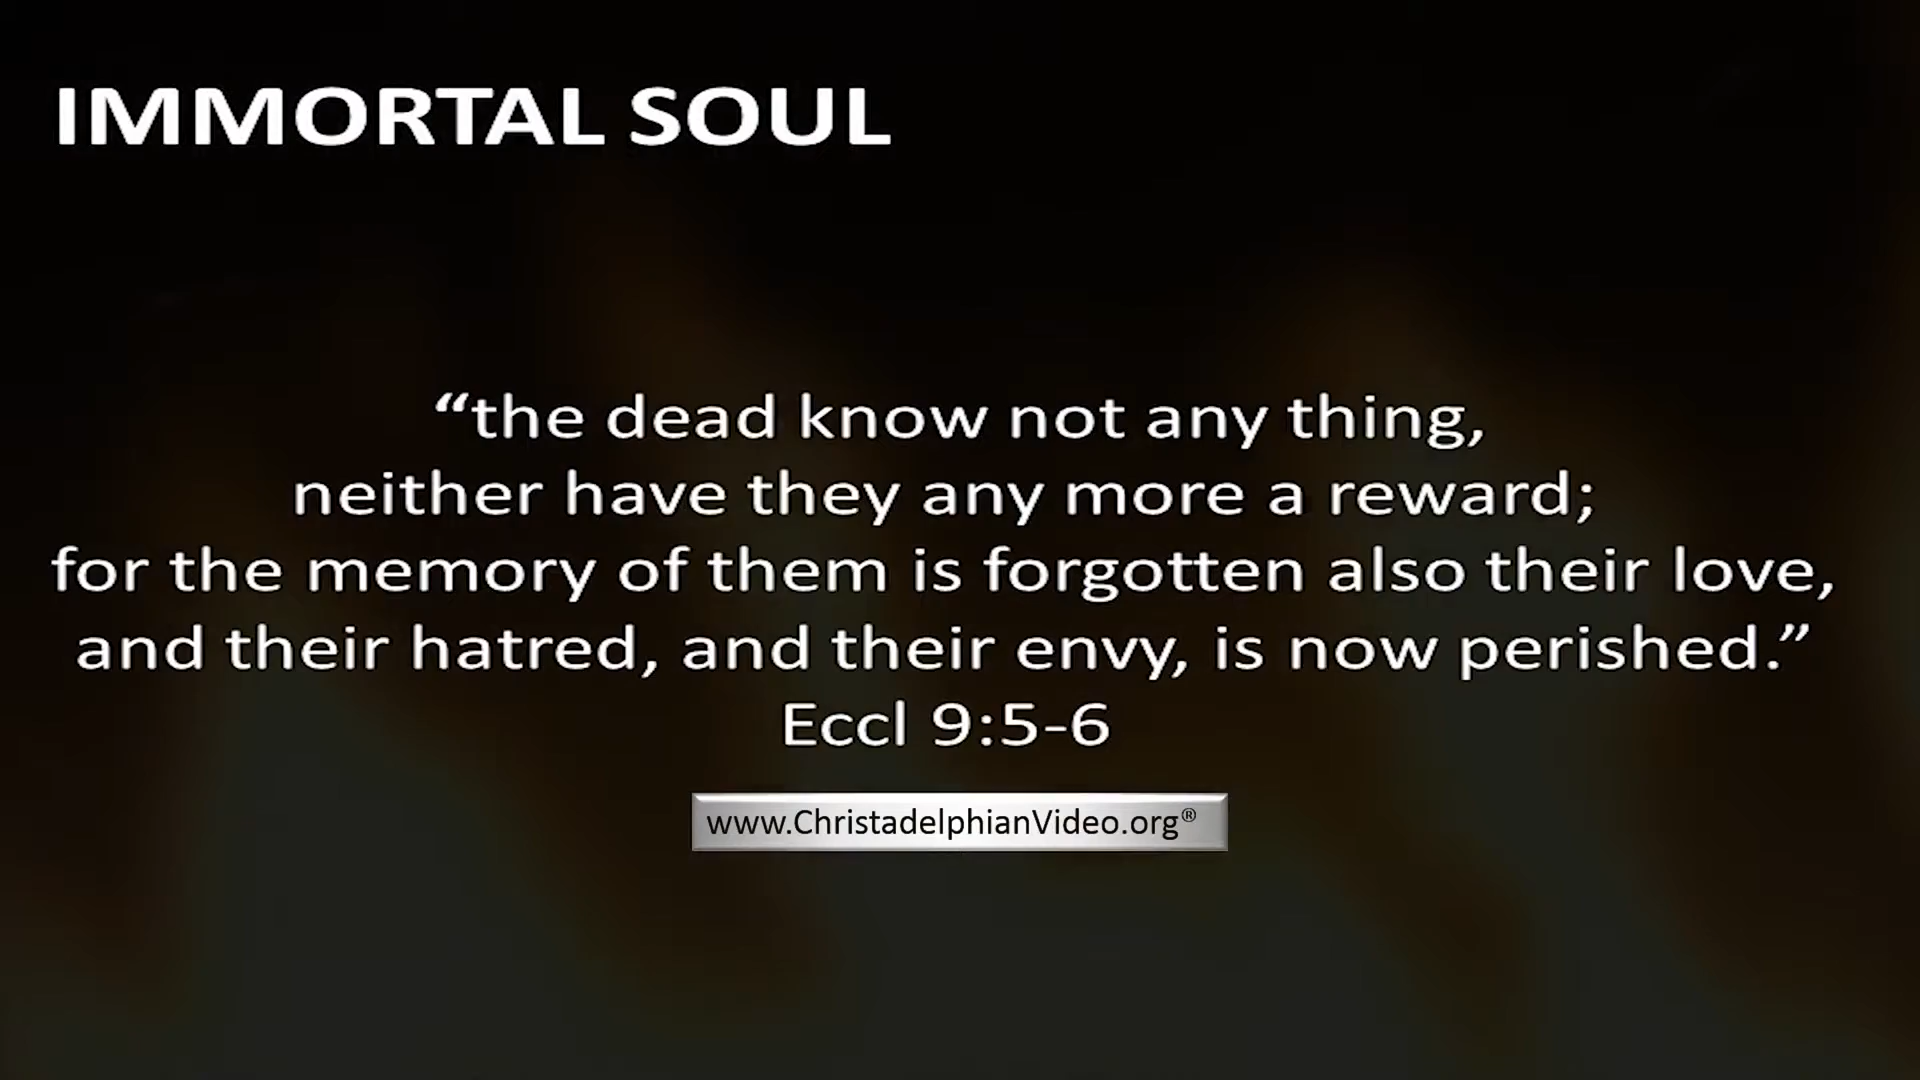 IMMORTAL SOUL
“the dead know not any thing,
neither have they any more a reward;
for the memory of them is forgotten also their love,
and their hatred, and their envy, is now perished.”
Eccl 9:5-6
www.ChristadelphianVideo.org®